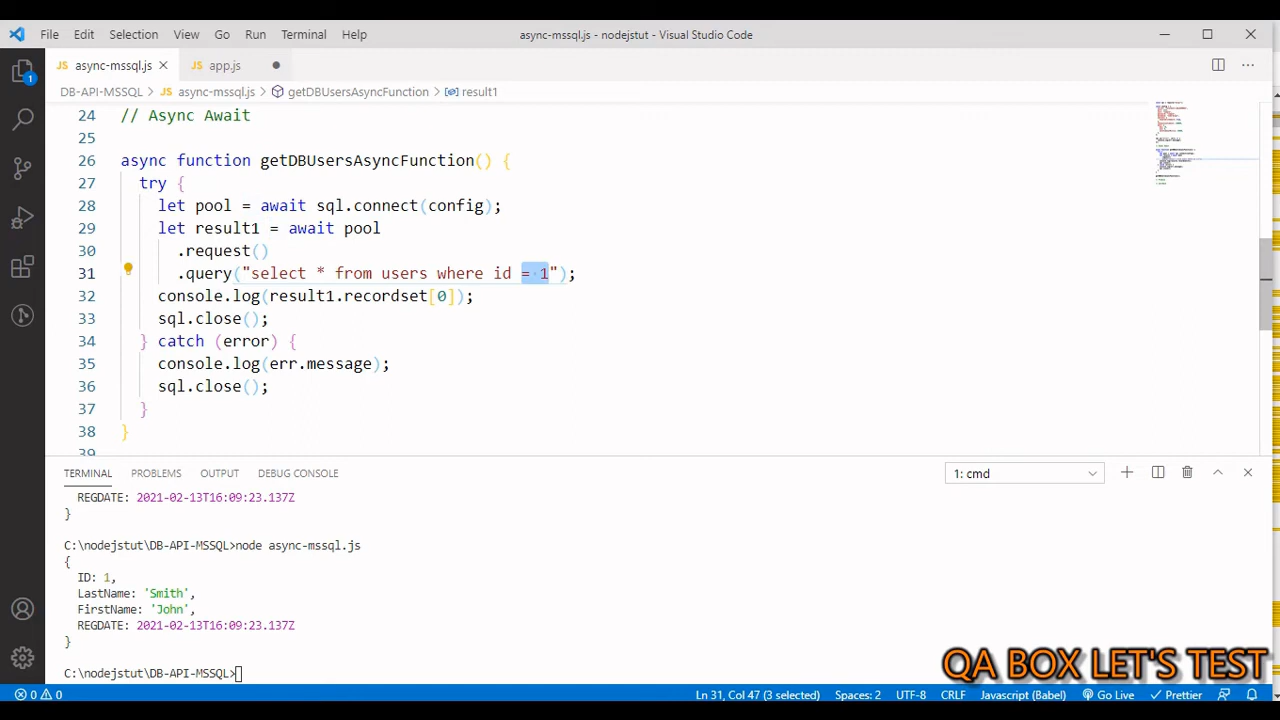 File Edit Selection View Go Run Terminal Help async-mssql.js - nodejstut - Visual Studio Code
JS async-mssql.js JS app.js
DB-API-MSSQL > JS async-mssql.js > getDBUsersAsyncFunction > result1
24 // Async Await
25
26 async function getDBUsersAsyncFunction() {
27 try {
28 let pool = await sql.connect(config);
29 let result1 = await pool
30 .request()
31 .query("select * from users where id = 1");
32 console.log(result1.recordset[0]);
33 sql.close();
34 } catch (error) {
35 console.log(err.message);
36 sql.close();
37 }
38 }
39
1
TERMINAL PROBLEMS OUTPUT DEBUG CONSOLE 1: cmd
REGDATE: 2021-02-13T16:09:23.137Z
}
C:\nodejstut\DB-API-MSSQL>node async-mssql.js
{
ID: 1,
LastName: 'Smith',
FirstName: 'John',
REGDATE: 2021-02-13T16:09:23.137Z
}
C:\nodejstut\DB-API-MSSQL>
QA BOX LET'S TEST
0 0 Ln 31, Col 47 (3 selected) Spaces: 2 UTF-8 CRLF Javascript (Babel) Go Live Prettier